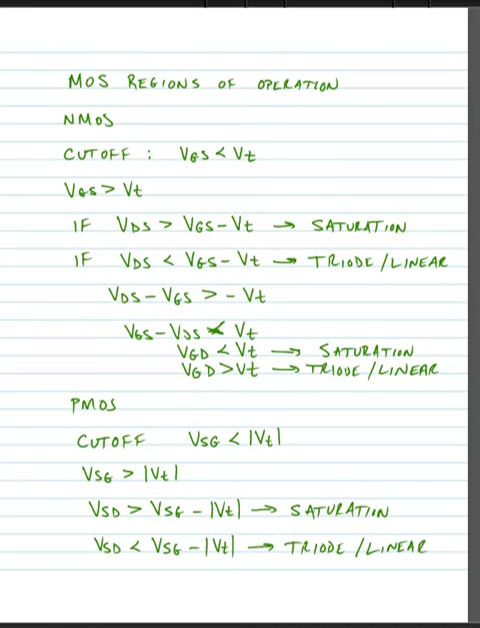 MOS REGIONS OF OPERATION
NMOS
CUTOFF : VGS < Vt
VGS > Vt
IF VDS > VGS - Vt → SATURATION
IF VDS < VGS - Vt → TRIODE/LINEAR
VDS - VGS > - Vt
VGS - VDS < Vt
VGD < Vt → SATURATION
VGD > Vt → TRIODE/LINEAR
PMOS
CUTOFF VSG < |Vt|
VSG > |Vt|
VSD > VSG - |Vt| → SATURATION
VSD < VSG - |Vt| → TRIODE/LINEAR